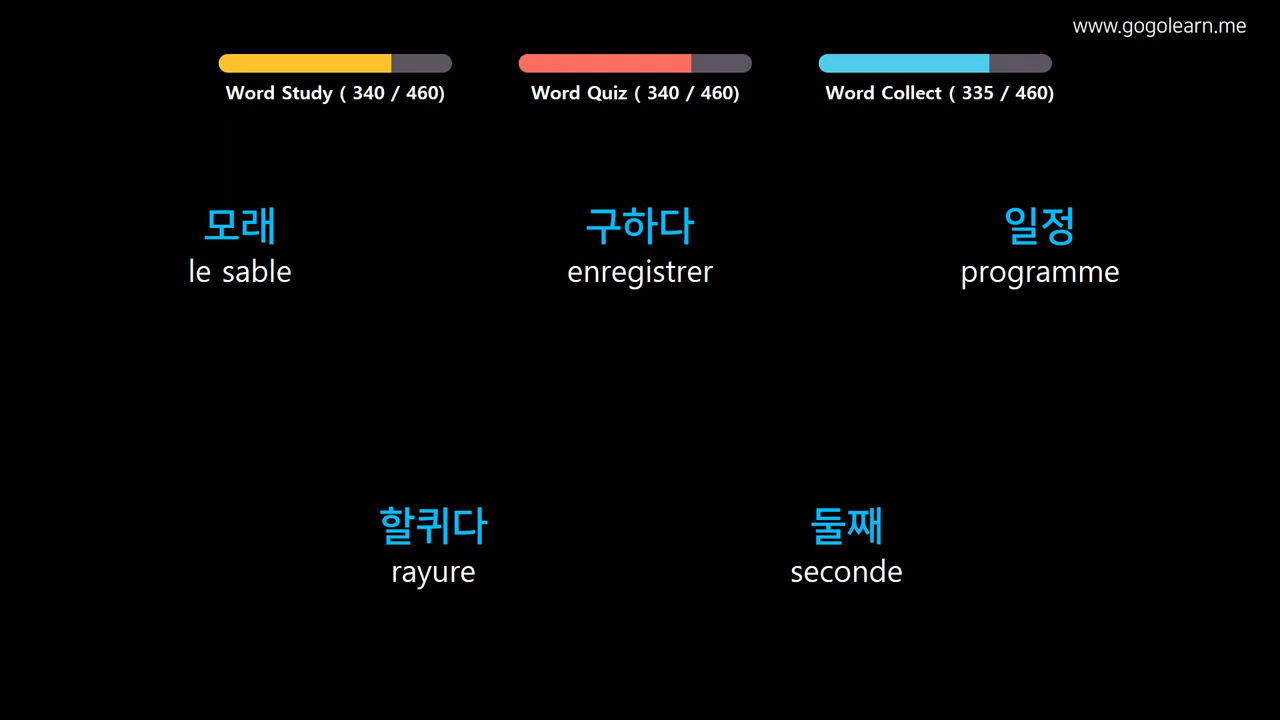 www.gogolearn.me
Word Study ( 340 / 460)
Word Quiz ( 340 / 460)
Word Collect ( 335 / 460)
모래
le sable
구하다
enregistrer
일정
programme
할퀴다
rayure
둘째
seconde